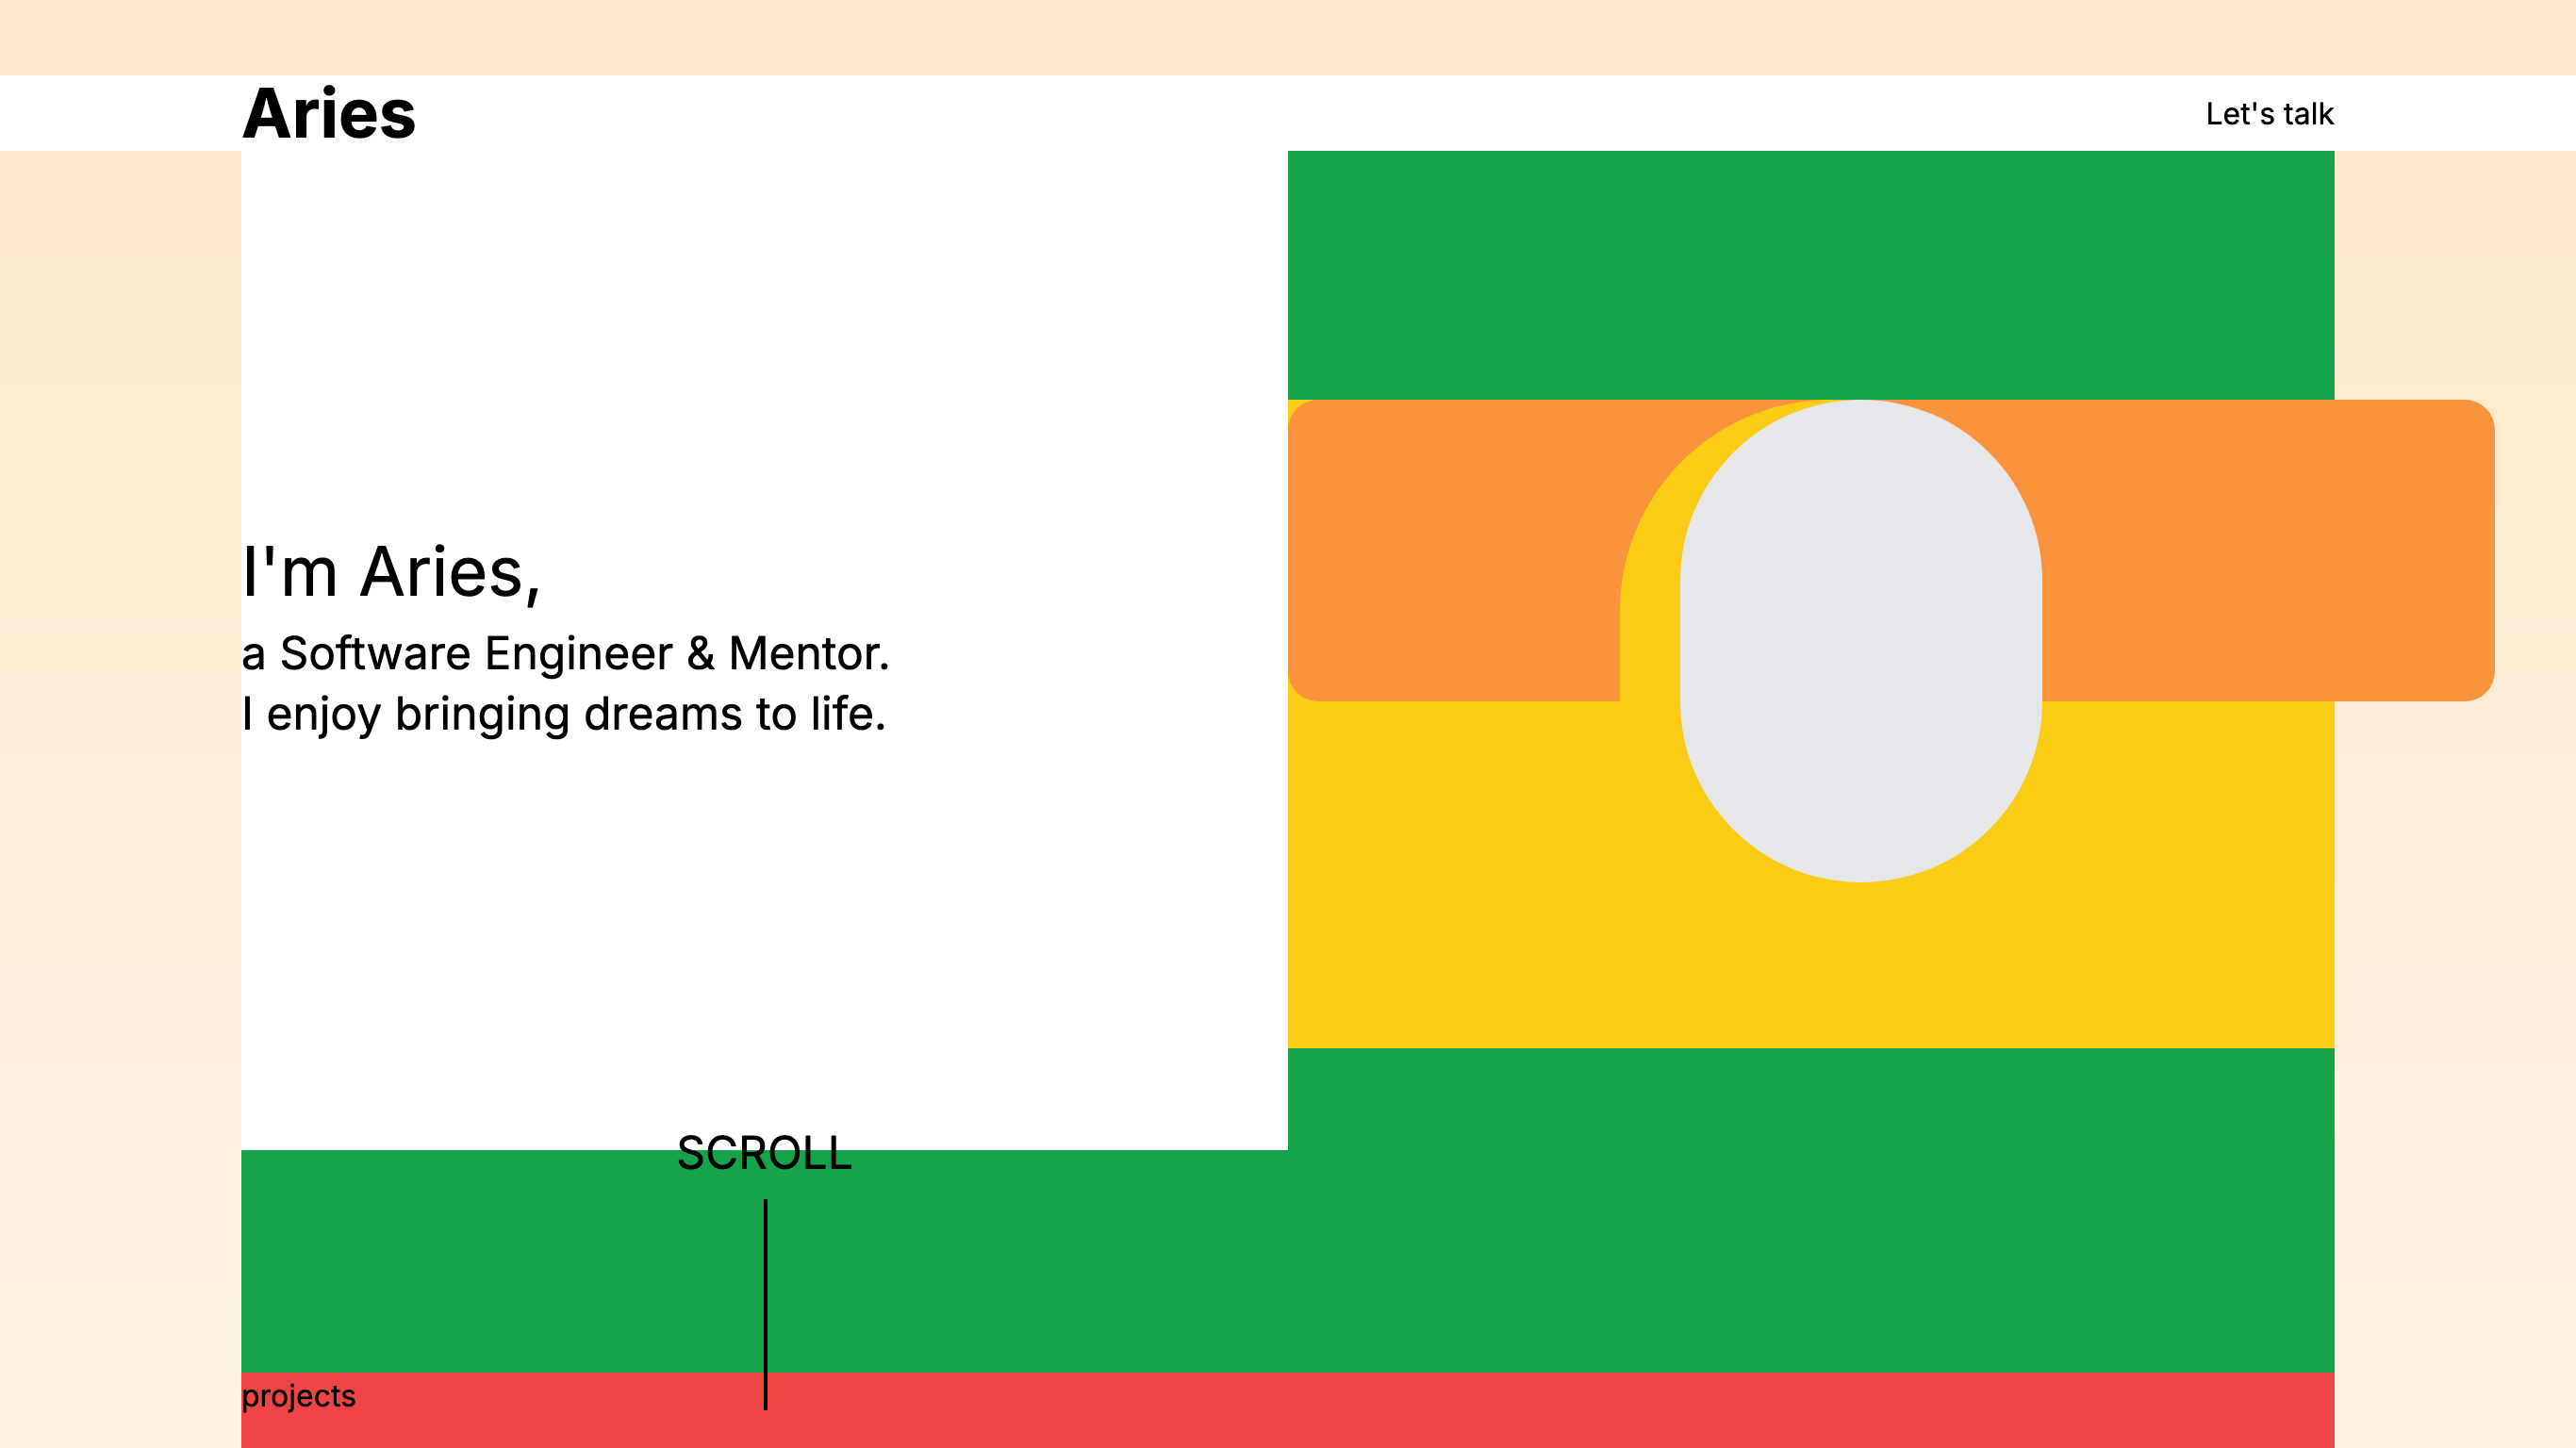 Aries
Let's talk
I'm Aries,
a Software Engineer & Mentor.
I enjoy bringing dreams to life.
SCROLL
projects